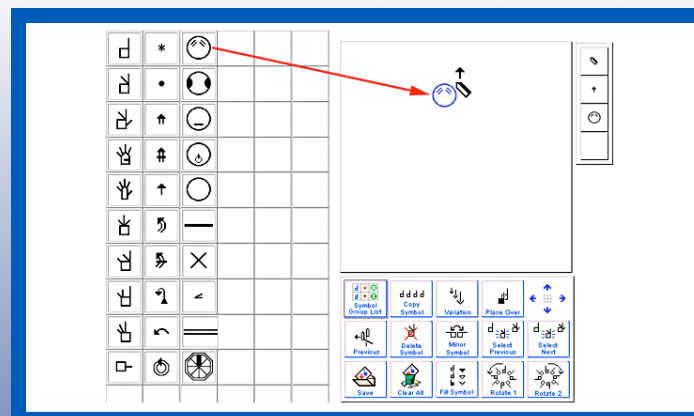 Symbol Group List
Copy Symbol
Variation
Place Over
Previous
Delete Symbol
Mirror Symbol
Select Previous
Select Next
Save
Clear All
Fill Symbol
Rotate 1
Rotate 2